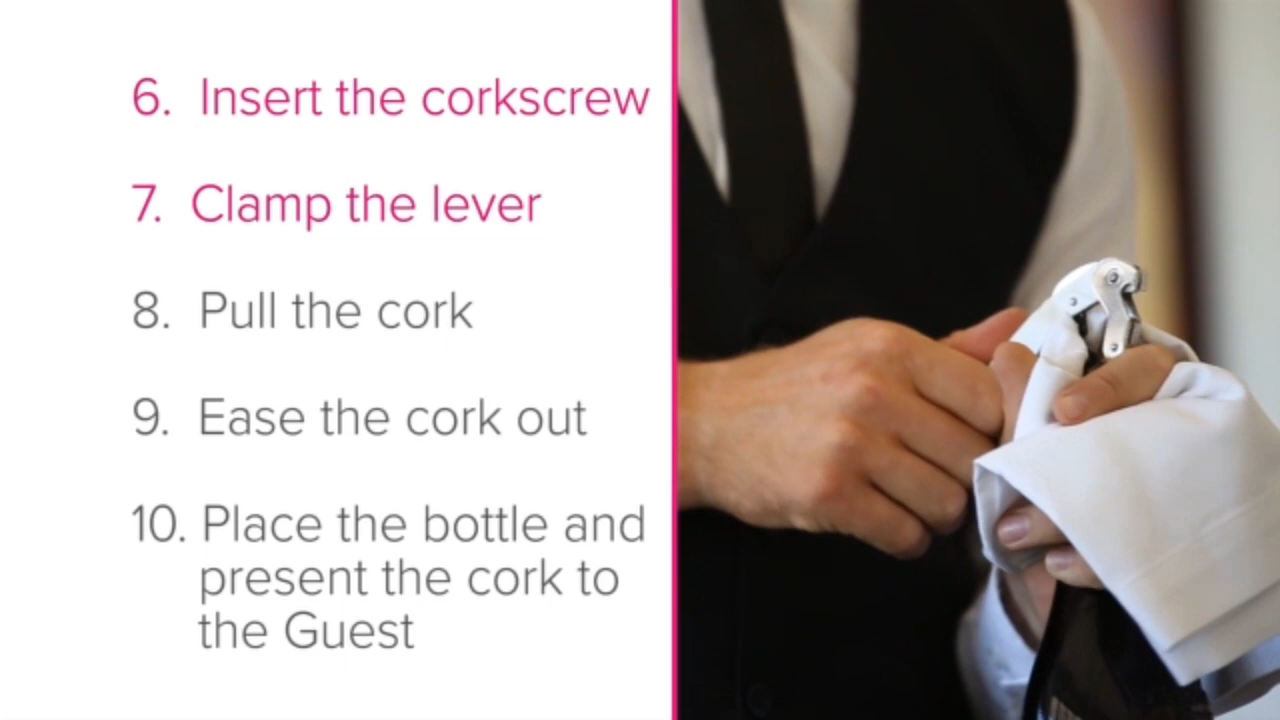 6. Insert the corkscrew
7. Clamp the lever
8. Pull the cork
9. Ease the cork out
10. Place the bottle and
present the cork to
the Guest